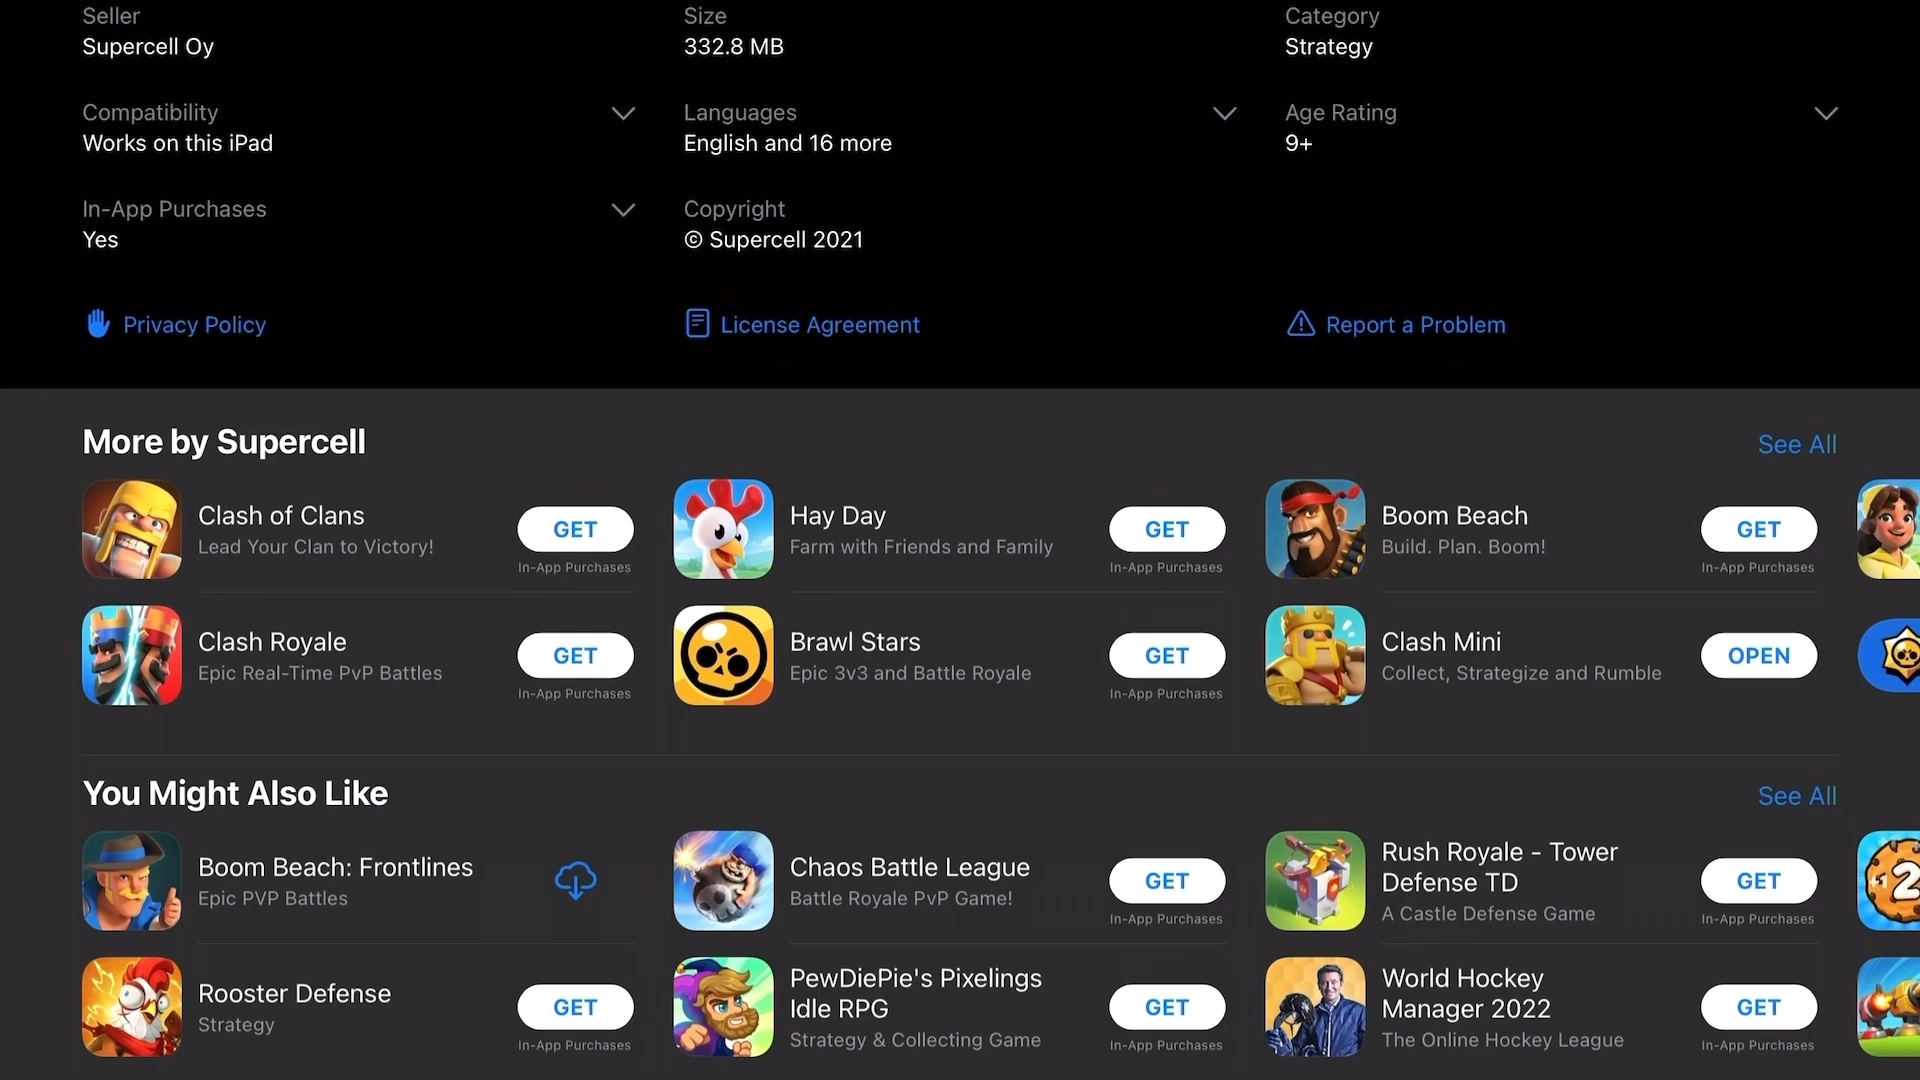 Seller
Supercell Oy
Size
332.8 MB
Category
Strategy
Compatibility
Works on this iPad
Languages
English and 16 more
Age Rating
9+
In-App Purchases
Yes
Copyright
© Supercell 2021
Privacy Policy
License Agreement
Report a Problem
More by Supercell
See All
Clash of Clans
Lead Your Clan to Victory!
GET
In-App Purchases
Hay Day
Farm with Friends and Family
GET
In-App Purchases
Boom Beach
Build. Plan. Boom!
GET
In-App Purchases
Clash Royale
Epic Real-Time PvP Battles
GET
In-App Purchases
Brawl Stars
Epic 3v3 and Battle Royale
GET
In-App Purchases
Clash Mini
Collect, Strategize and Rumble
OPEN
You Might Also Like
See All
Boom Beach: Frontlines
Epic PVP Battles
Chaos Battle League
Battle Royale PvP Game!
GET
In-App Purchases
Rush Royale - Tower
Defense TD
A Castle Defense Game
GET
In-App Purchases
+1
2
Rooster Defense
Strategy
GET
In-App Purchases
PewDiePie's Pixelings
Idle RPG
Strategy & Collecting Game
GET
In-App Purchases
World Hockey
Manager 2022
The Online Hockey League
GET
In-App Purchases